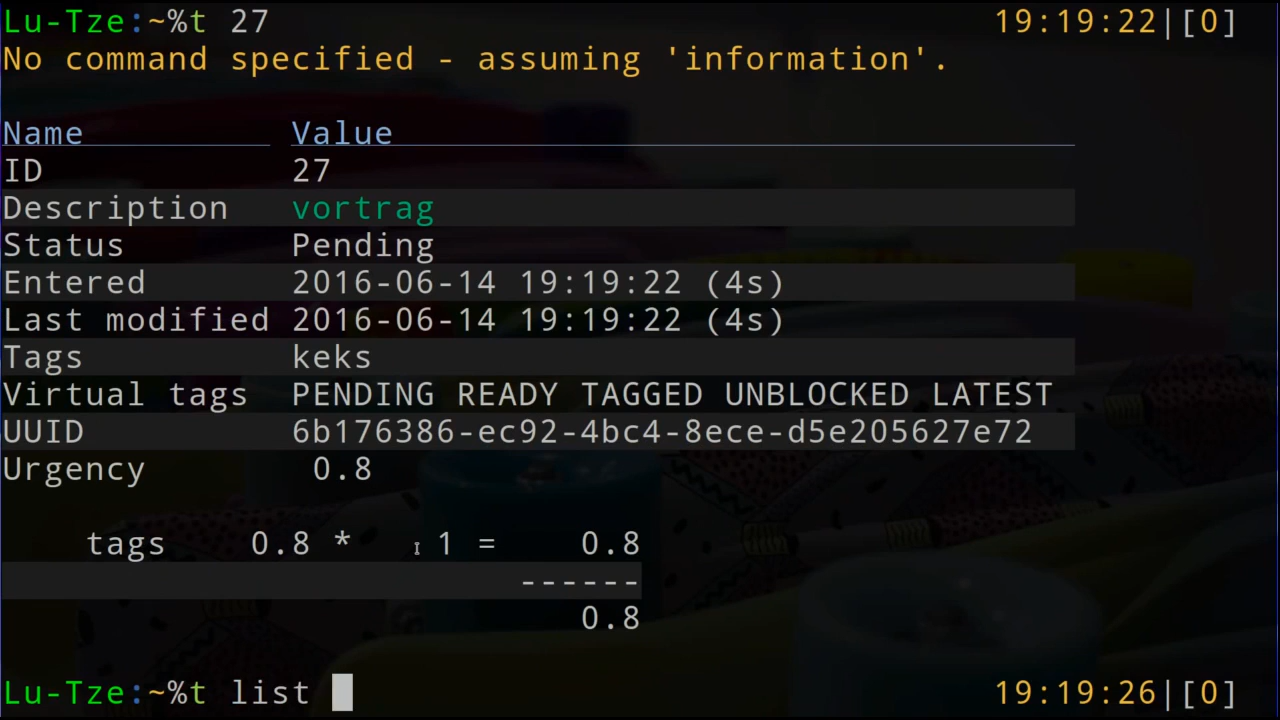 Lu-Tze:~%t 27 19:19:22|[0]
No command specified - assuming 'information'.
Name Value
ID 27
Description vortrag
Status Pending
Entered 2016-06-14 19:19:22 (4s)
Last modified 2016-06-14 19:19:22 (4s)
Tags keks
Virtual tags PENDING READY TAGGED UNBLOCKED LATEST
UUID 6b176386-ec92-4bc4-8ece-d5e205627e72
Urgency 0.8
tags 0.8 * 1 = 0.8
------
0.8
Lu-Tze:~%t list 19:19:26|[0]